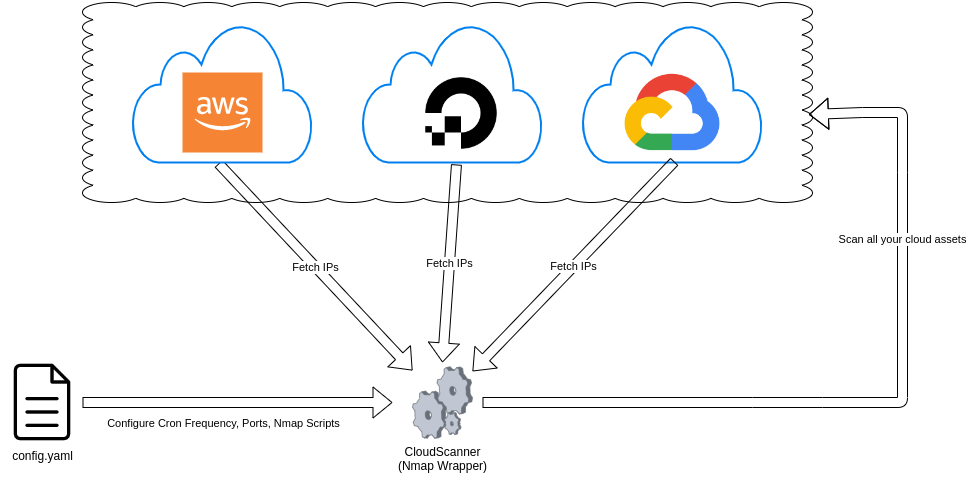 aws
Fetch IPs
Fetch IPs
Fetch IPs
Scan all your cloud assets
Configure Cron Frequency, Ports, Nmap Scripts
config.yaml
CloudScanner
(Nmap Wrapper)